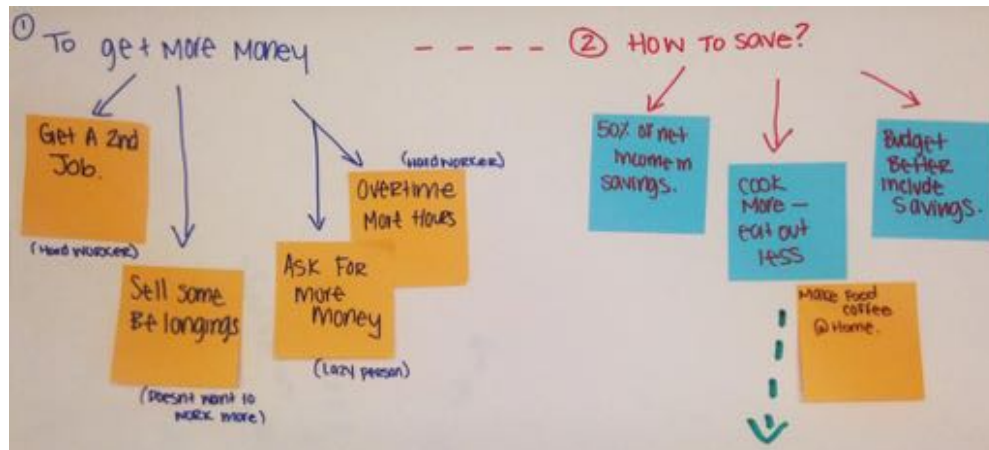 ① To get More Money
② How To save?
Get A 2nd
Job.
(Hard worker)
Sell some
Belongings
(Doesnt want to
work more)
(Hard worker)
Overtime
More Hours
Ask For
more
money
(Lazy person)
50% of net
income in
savings.
Cook
More —
eat out
less
Budget
Better
include
Savings.
Make Food
coffee
@ Home.